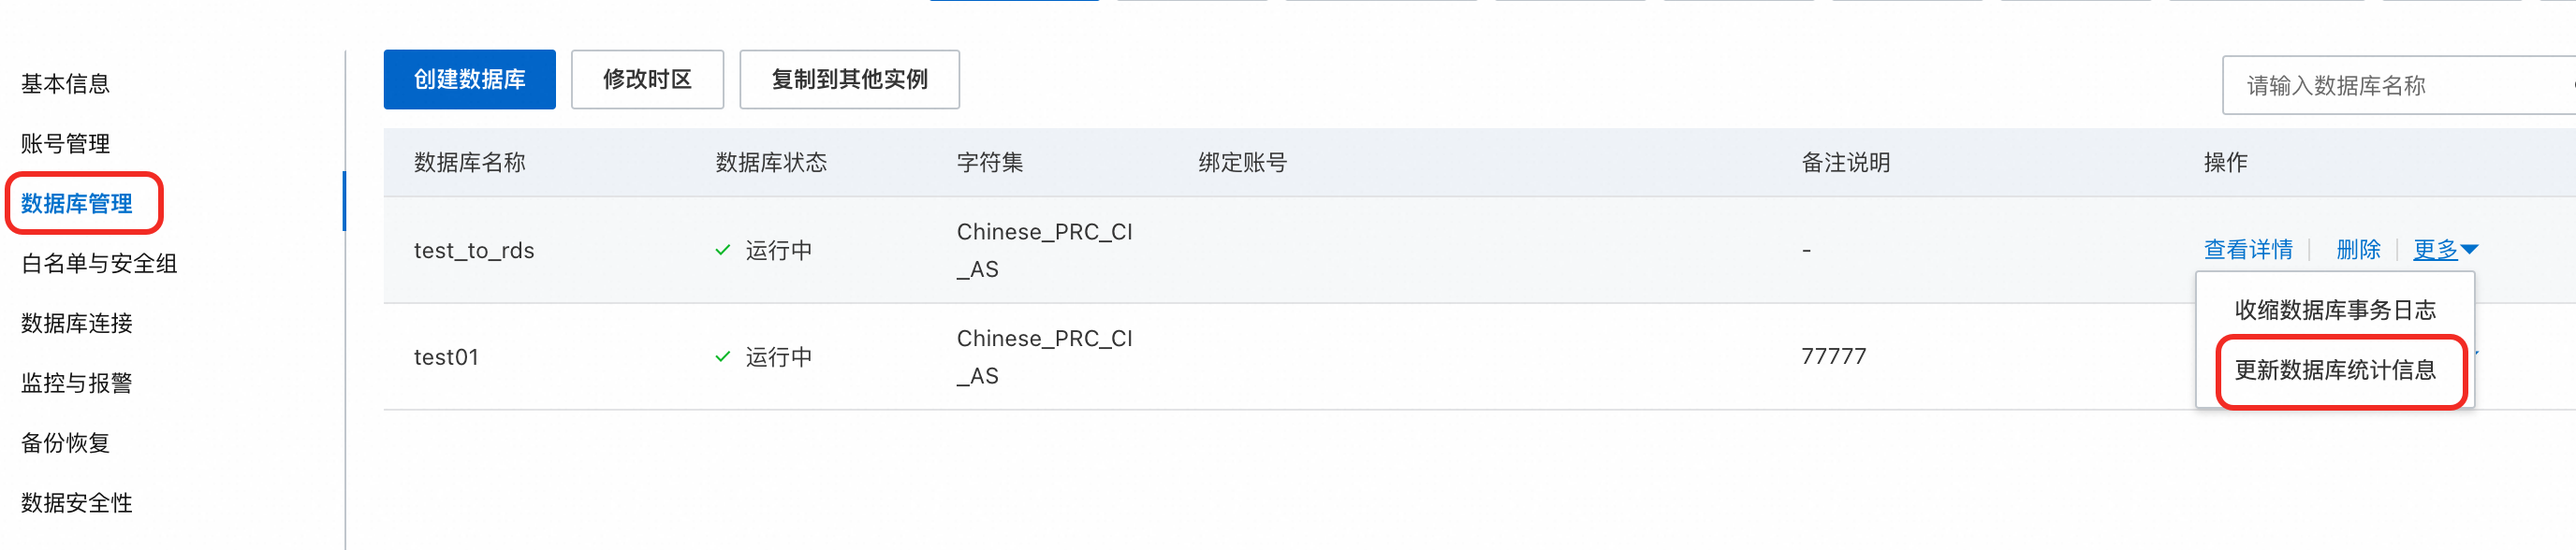 基本信息
账号管理
数据库管理
白名单与安全组
数据库连接
监控与报警
备份恢复
数据安全性
创建数据库 修改时区 复制到其他实例
请输入数据库名称
数据库名称 数据库状态 字符集 绑定账号 备注说明 操作
test_to_rds 运行中 Chinese_PRC_CI - 查看详情 删除 更多
_AS
收缩数据库事务日志
更新数据库统计信息
test01 运行中 Chinese_PRC_CI 77777
_AS